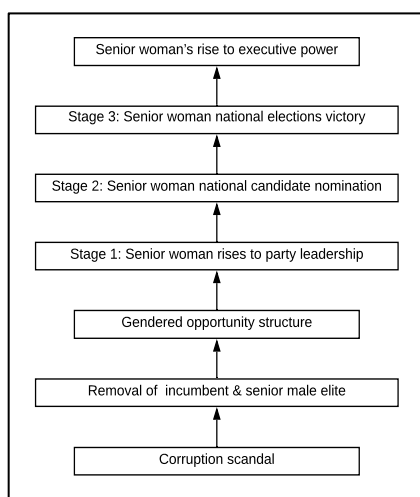 Senior woman’s rise to executive power
Stage 3: Senior woman national elections victory
Stage 2: Senior woman national candidate nomination
Stage 1: Senior woman rises to party leadership
Gendered opportunity structure
Removal of  incumbent & senior male elite
Corruption scandal